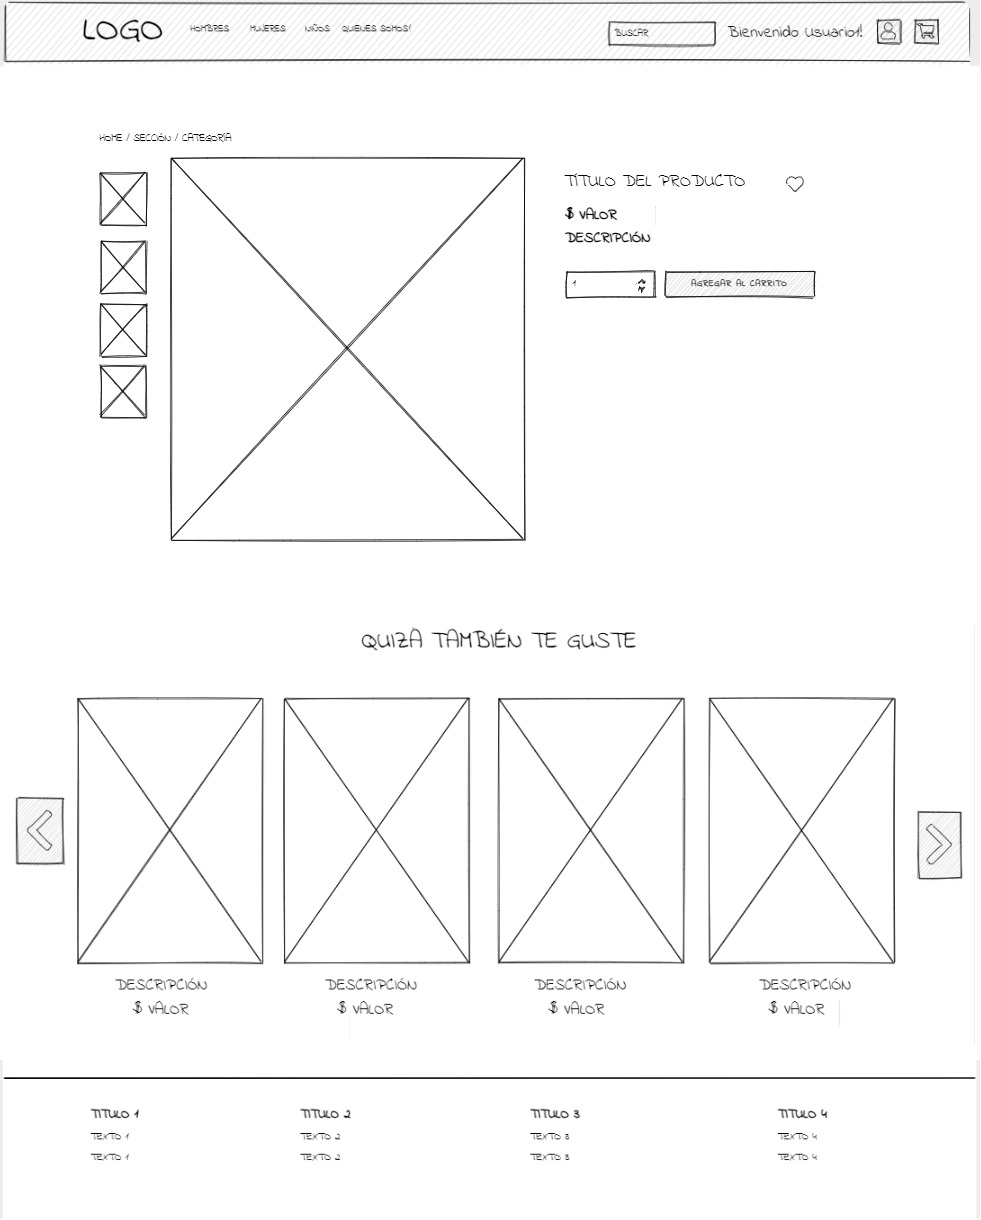 LOGO HOMBRES MUJERES NIÑOS QUIENES SOMOS! BUSCAR Bienvenido Usuario1!
HOME / SECCIÓN / CATEGORÍA
TÍTULO DEL PRODUCTO
$ VALOR
DESCRIPCIÓN
1 AGREGAR AL CARRITO
QUIZÁ TAMBIÉN TE GUSTE
DESCRIPCIÓN DESCRIPCIÓN DESCRIPCIÓN DESCRIPCIÓN
$ VALOR $ VALOR $ VALOR $ VALOR
TITULO 1 TITULO 2 TITULO 3 TITULO 4
TEXTO 1 TEXTO 2 TEXTO 3 TEXTO 4
TEXTO 1 TEXTO 2 TEXTO 3 TEXTO 4